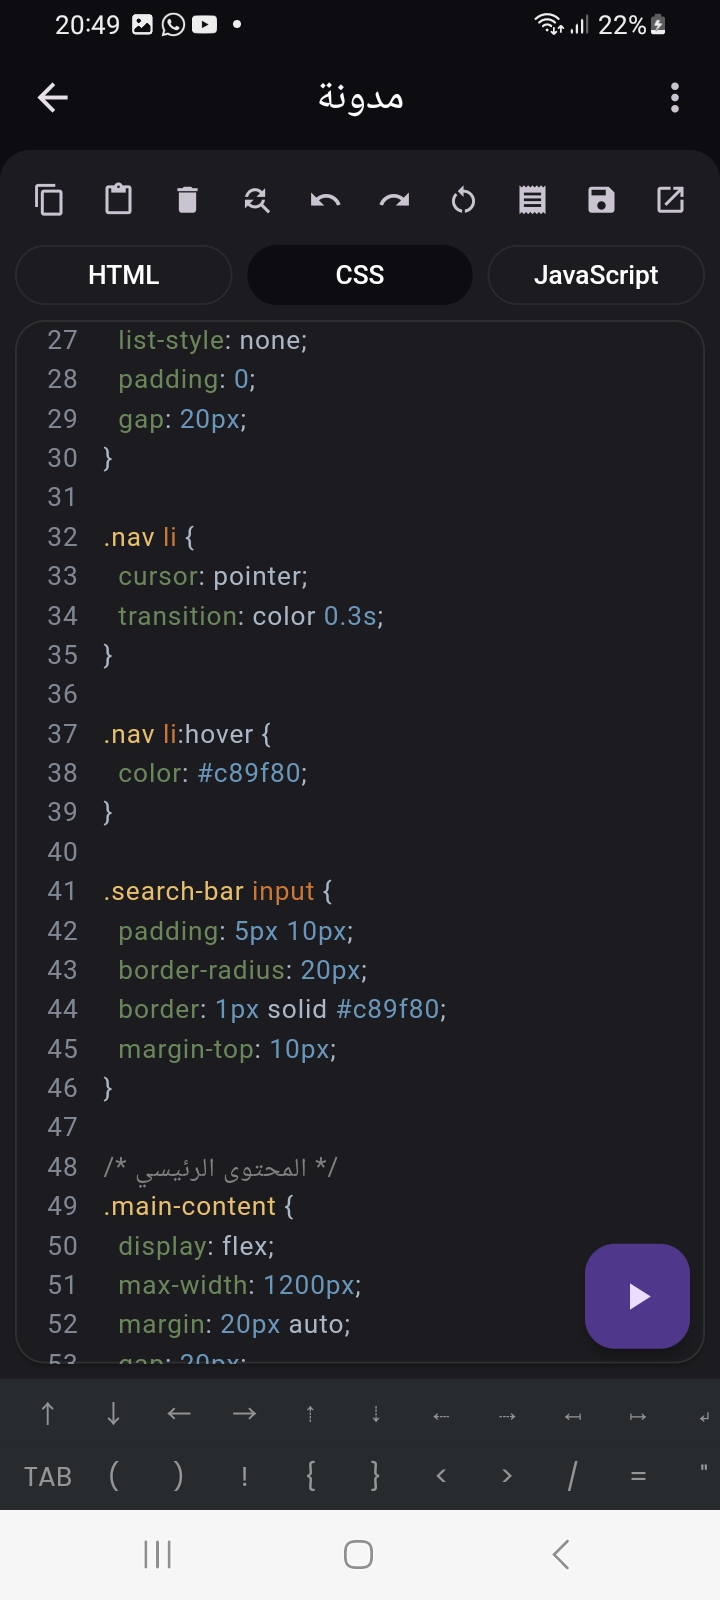 20:49 22%
مدونة
HTML CSS JavaScript
27 list-style: none;
28 padding: 0;
29 gap: 20px;
30 }
31
32 .nav li {
33 cursor: pointer;
34 transition: color 0.3s;
35 }
36
37 .nav li:hover {
38 color: #c89f80;
39 }
40
41 .search-bar input {
42 padding: 5px 10px;
43 border-radius: 20px;
44 border: 1px solid #c89f80;
45 margin-top: 10px;
46 }
47
48 /* المحتوى الرئيسي */
49 .main-content {
50 display: flex;
51 max-width: 1200px;
52 margin: 20px auto;
53 gap: 20px;
↑ ↓ ← → ⇡ ⇣ ⇠ ⇢ ↤ ↦ ↲
TAB ( ) ! { } < > / = "